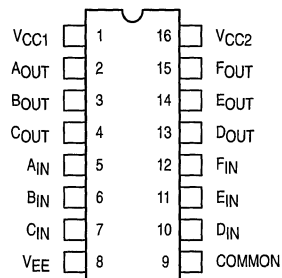 VCC1 1 16 VCC2
AOUT 2 15 FOUT
BOUT 3 14 EOUT
COUT 4 13 DOUT
AIN 5 12 FIN
BIN 6 11 EIN
CIN 7 10 DIN
VEE 8 9 COMMON